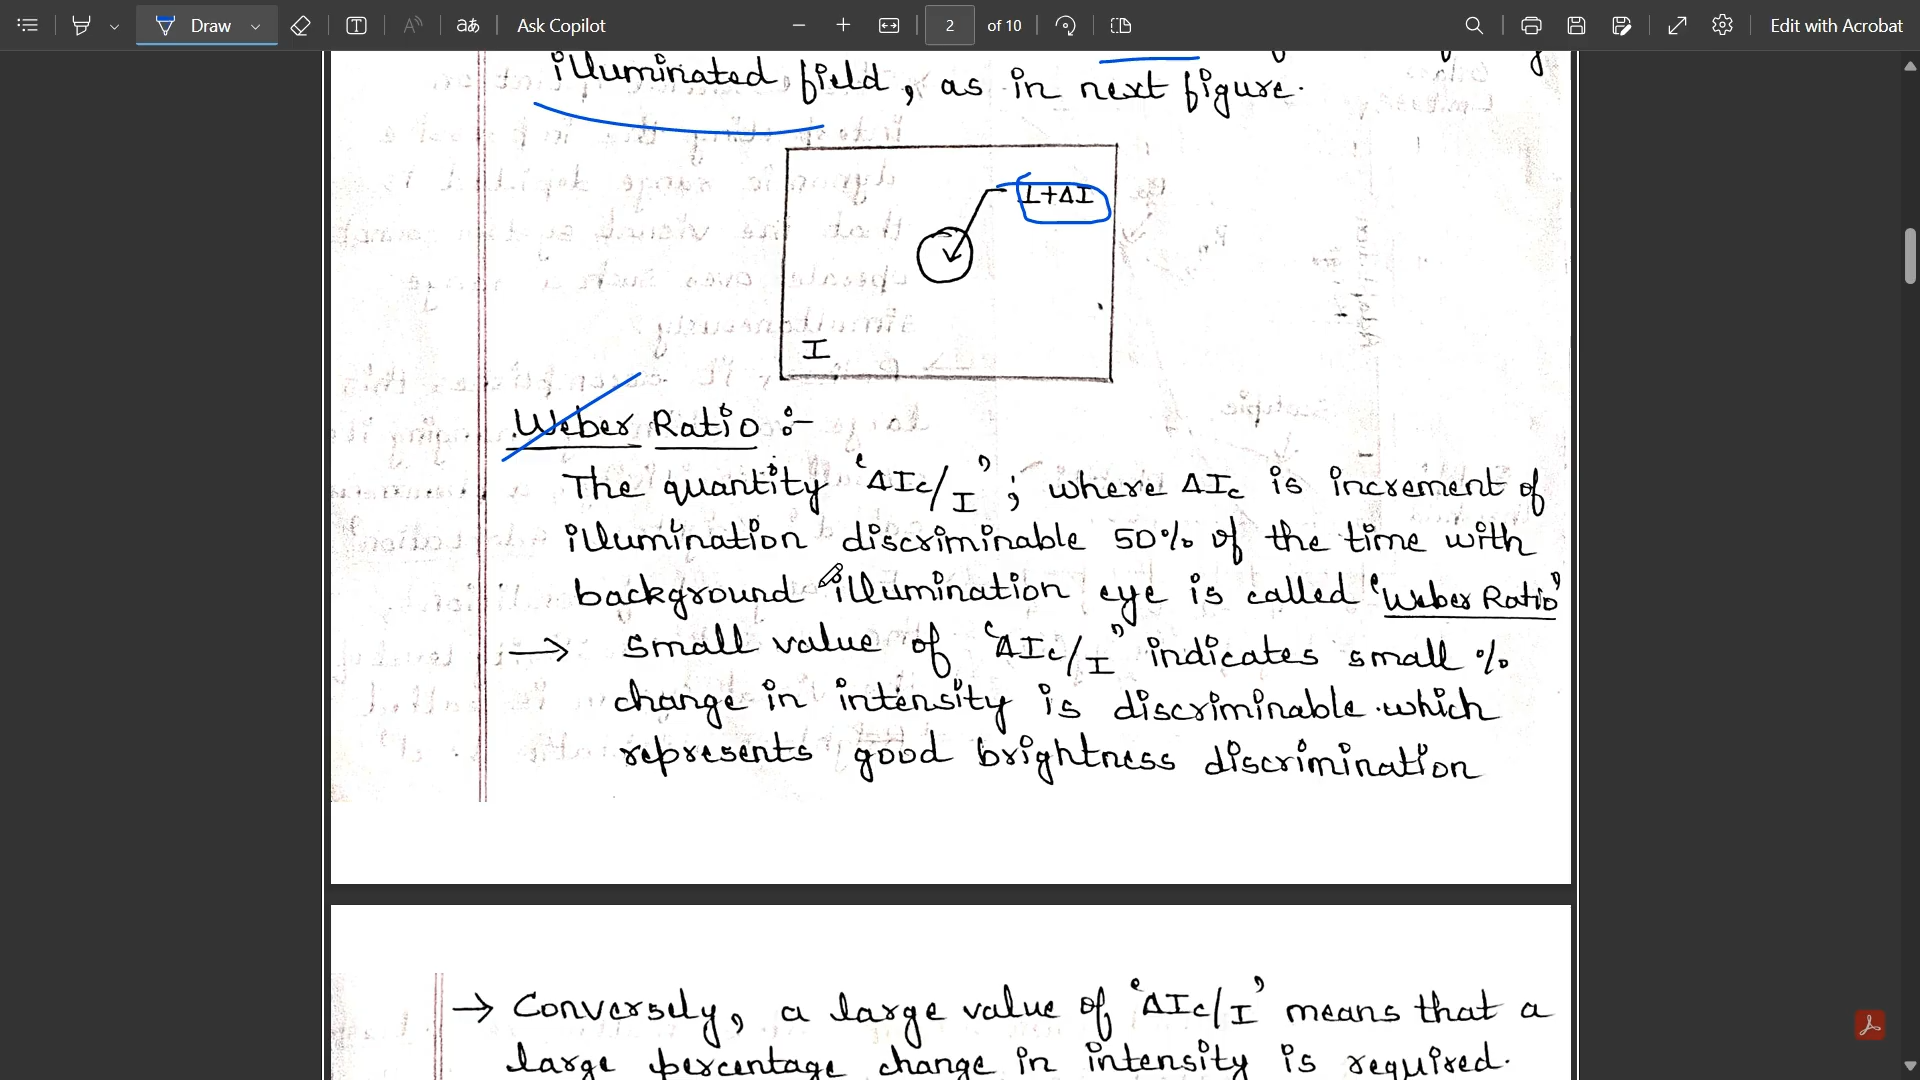 Draw
Ask Copilot
2 of 10
Edit with Acrobat
illuminated field, as in next figure.
I+ΔI
I
Weber Ratio :-
The quantity 'ΔIc/I' ; where ΔIc is increment of
illumination discriminable 50% of the time with
background illumination eye is called 'Weber Ratio'
→ small value of 'ΔIc/I' indicates small %
change in intensity is discriminable which
represents good brightness discrimination
→ Conversely, a large value of 'ΔIc/I' means that a
large percentage change in intensity is required.